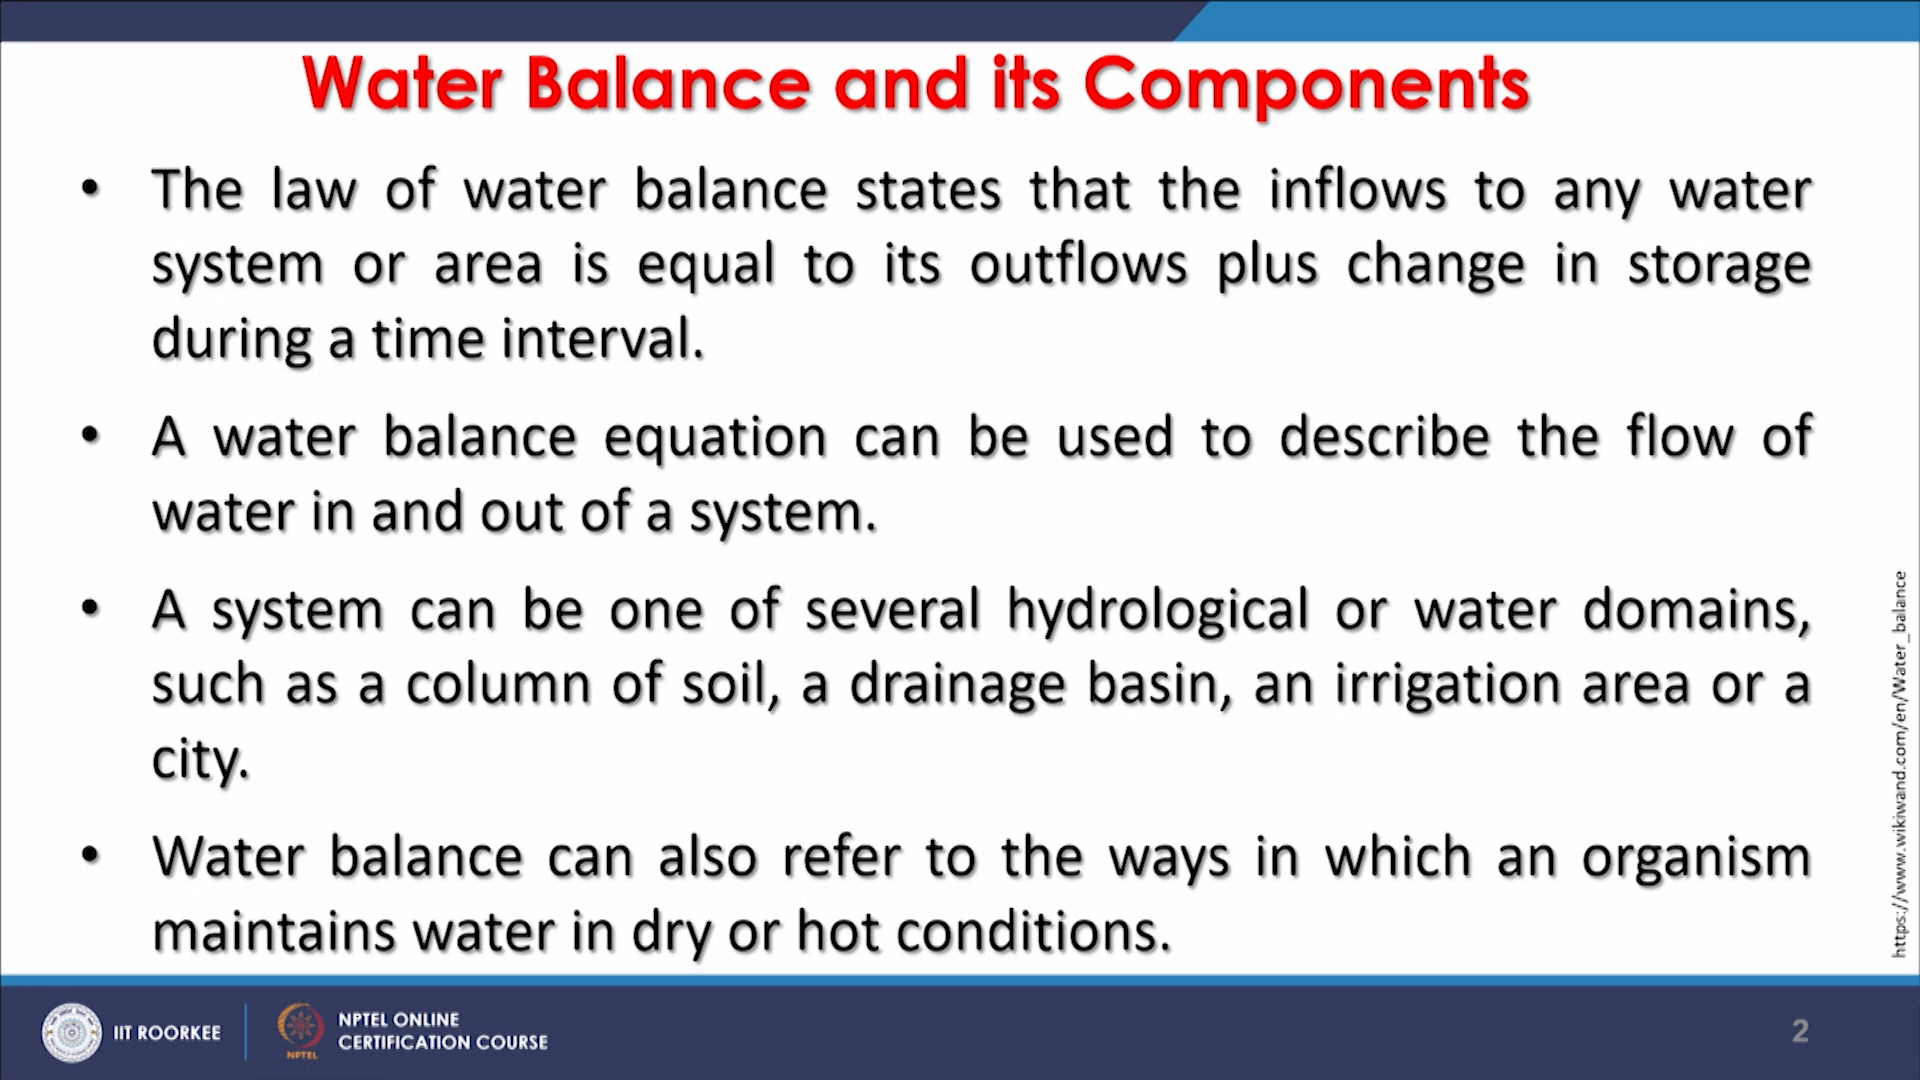 Water Balance and its Components
• The law of water balance states that the inflows to any water
system or area is equal to its outflows plus change in storage
during a time interval.
• A water balance equation can be used to describe the flow of
water in and out of a system.
• A system can be one of several hydrological or water domains,
such as a column of soil, a drainage basin, an irrigation area or a
city.
• Water balance can also refer to the ways in which an organism
maintains water in dry or hot conditions.
https://www.wikiwand.com/en/Water_balance
IIT ROORKEE
NPTEL
NPTEL ONLINE
CERTIFICATION COURSE
2